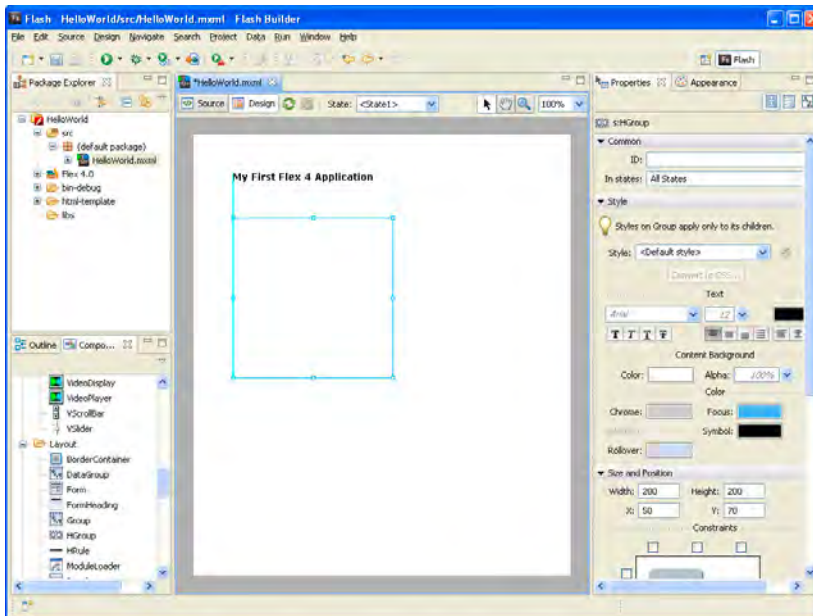 Flash HelloWorld/src/HelloWorld.mxml Flash Builder
File Edit Source Design Navigate Search Project Data Run Window Help
Flash
Package Explorer
*HelloWorld.mxml
Properties Appearance
Source Design State: <State1> 100%
HelloWorld
src
(default package)
HelloWorld.mxml
Flex 4.0
bin-debug
html-template
libs
My First Flex 4 Application
Outline Compo...
VideoDisplay
VideoPlayer
VScrollBar
VSlider
Layout
BorderContainer
DataGroup
Form
FormHeading
Group
HGroup
HRule
ModuleLoader
s:HGroup
Common
ID:
In states: All States
Style
Styles on Group apply only to its children.
Style: <Default style>
Convert to CSS...
Text
Arial 12
T T T T
Content Background
Color: Alpha: 100%
Color
Chrome: Focus:
Symbol:
Rollover:
Size and Position
Width: 200 Height: 200
X: 50 Y: 70
Constraints